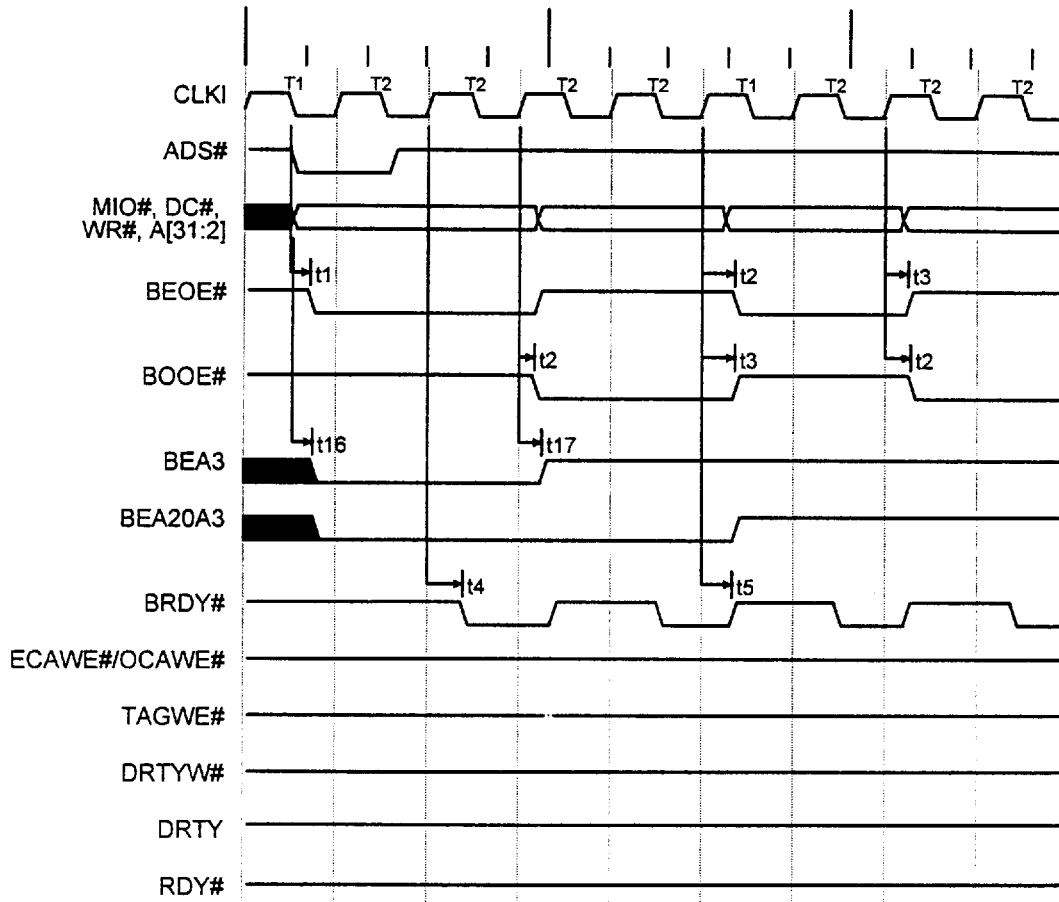 CLKI
T1 T2 T2 T2 T2 T1 T2 T2 T2
ADS#
MIO#, DC#,
WR#, A[31:2]
t1 t2 t3
BEOE#
t2 t3 t2
BOOE#
t16 t17
BEA3
BEA20A3
t4 t5
BRDY#
ECAWE#/OCAWE#
TAGWE#
DRTYW#
DRTY
RDY#